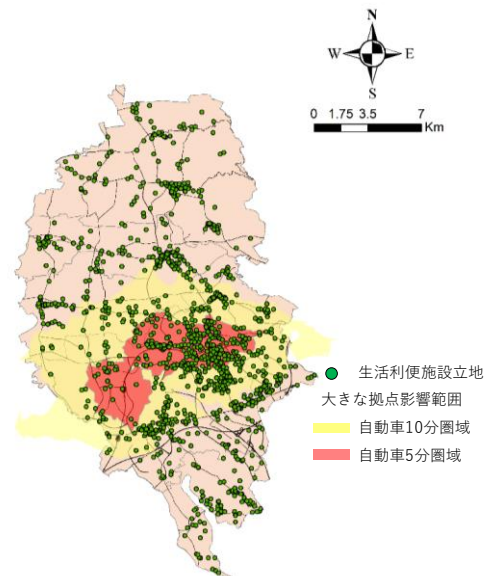 N
W E
S
0 1.75 3.5 7
Km
生活利便施設立地
大きな拠点影響範囲
自動車10分圏域
自動車5分圏域